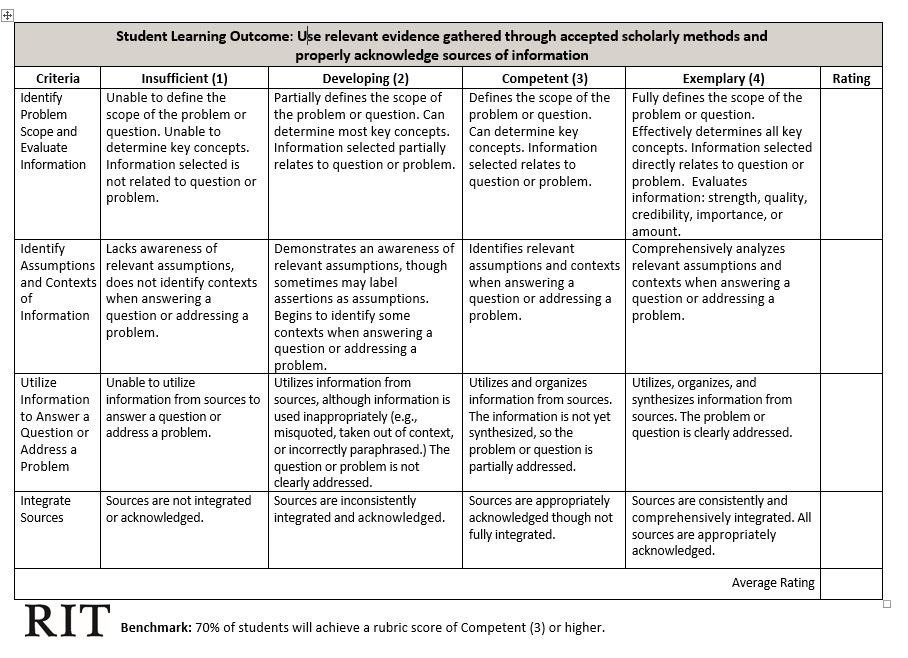 Student Learning Outcome: Use relevant evidence gathered through accepted scholarly methods and
properly acknowledge sources of information
Criteria Insufficient (1) Developing (2) Competent (3) Exemplary (4) Rating
Identify
Problem
Scope and
Evaluate
Information
Unable to define the
scope of the problem or
question. Unable to
determine key concepts.
Information selected is
not related to question or
problem.
Partially defines the scope of
the problem or question. Can
determine most key concepts.
Information selected partially
relates to question or problem.
Defines the scope of the
problem or question.
Can determine key
concepts. Information
selected relates to
question or problem.
Fully defines the scope of the
problem or question.
Effectively determines all key
concepts. Information selected
directly relates to question or
problem.  Evaluates
information: strength, quality,
credibility, importance, or
amount.
Identify
Assumptions
and Contexts
of
Information
Lacks awareness of
relevant assumptions,
does not identify contexts
when answering a
question or addressing a
problem.
Demonstrates an awareness of
relevant assumptions, though
sometimes may label
assertions as assumptions.
Begins to identify some
contexts when answering a
question or addressing a
problem.
Identifies relevant
assumptions and contexts
when answering a
question or addressing a
problem.
Comprehensively analyzes
relevant assumptions and
contexts when answering a
question or addressing a
problem.
Utilize
Information
to Answer a
Question or
Address a
Problem
Unable to utilize
information from sources to
answer a question or
address a problem.
Utilizes information from
sources, although information is
used inappropriately (e.g.,
misquoted, taken out of context,
or incorrectly paraphrased.) The
question or problem is not
clearly addressed.
Utilizes and organizes
information from sources.
The information is not yet
synthesized, so the
problem or question is
partially addressed.
Utilizes, organizes, and
synthesizes information from
sources. The problem or
question is clearly addressed.
Integrate
Sources
Sources are not integrated
or acknowledged.
Sources are inconsistently
integrated and acknowledged.
Sources are appropriately
acknowledged though not
fully integrated.
Sources are consistently and
comprehensively integrated. All
sources are appropriately
acknowledged.
Average Rating
RIT
Benchmark: 70% of students will achieve a rubric score of Competent (3) or higher.